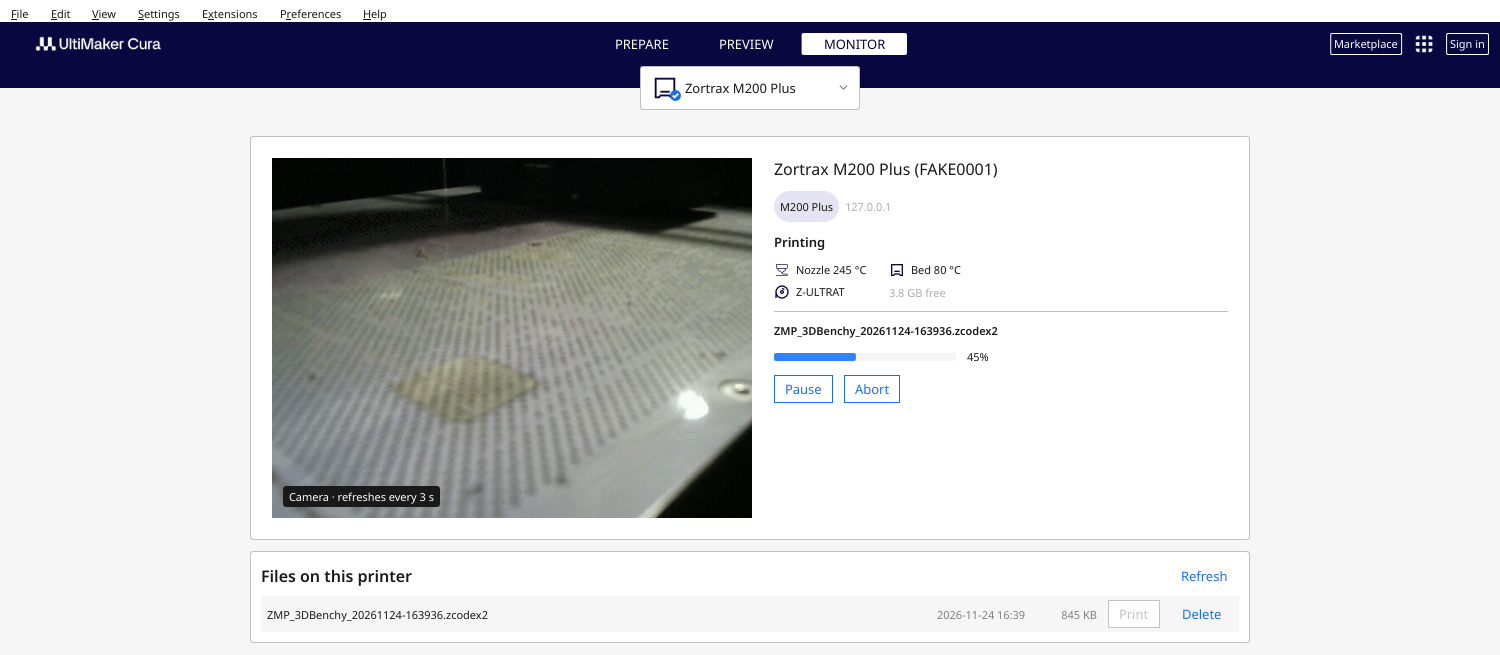 File Edit View Settings Extensions Preferences Help
UltiMaker Cura PREPARE PREVIEW MONITOR Marketplace Sign in
Zortrax M200 Plus
Zortrax M200 Plus (FAKE0001)
M200 Plus 127.0.0.1
Printing
Nozzle 245 °C Bed 80 °C
Z-ULTRAT 3.8 GB free
ZMP_3DBenchy_20261124-163936.zcodex2
45%
Pause Abort
Camera · refreshes every 3 s
Files on this printer Refresh
ZMP_3DBenchy_20261124-163936.zcodex2 2026-11-24 16:39 845 KB Print Delete